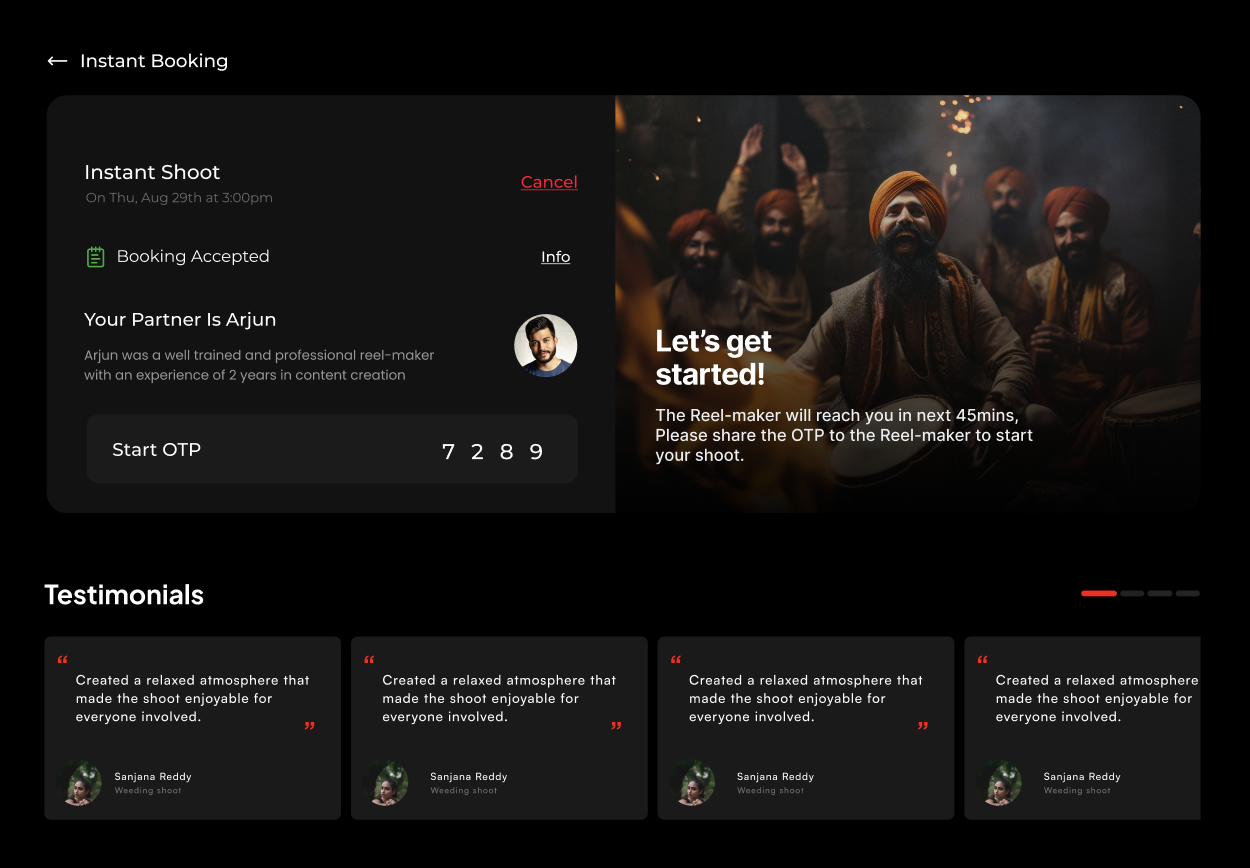 Instant Booking
Instant Shoot
Cancel
On Thu, Aug 29th at 3:00pm
Booking Accepted
Info
Your Partner Is Arjun
Arjun was a well trained and professional reel-maker
with an experience of 2 years in content creation
Start OTP
7 2 8 9
Let's get
started!
The Reel-maker will reach you in next 45mins,
Please share the OTP to the Reel-maker to start
your shoot.
Testimonials
“
Created a relaxed atmosphere that
made the shoot enjoyable for
everyone involved.
”
Sanjana Reddy
Weeding shoot
“
Created a relaxed atmosphere that
made the shoot enjoyable for
everyone involved.
”
Sanjana Reddy
Weeding shoot
“
Created a relaxed atmosphere that
made the shoot enjoyable for
everyone involved.
”
Sanjana Reddy
Weeding shoot
“
Created a relaxed atmosphere
made the shoot enjoyable for
everyone involved.
Sanjana Reddy
Weeding shoot